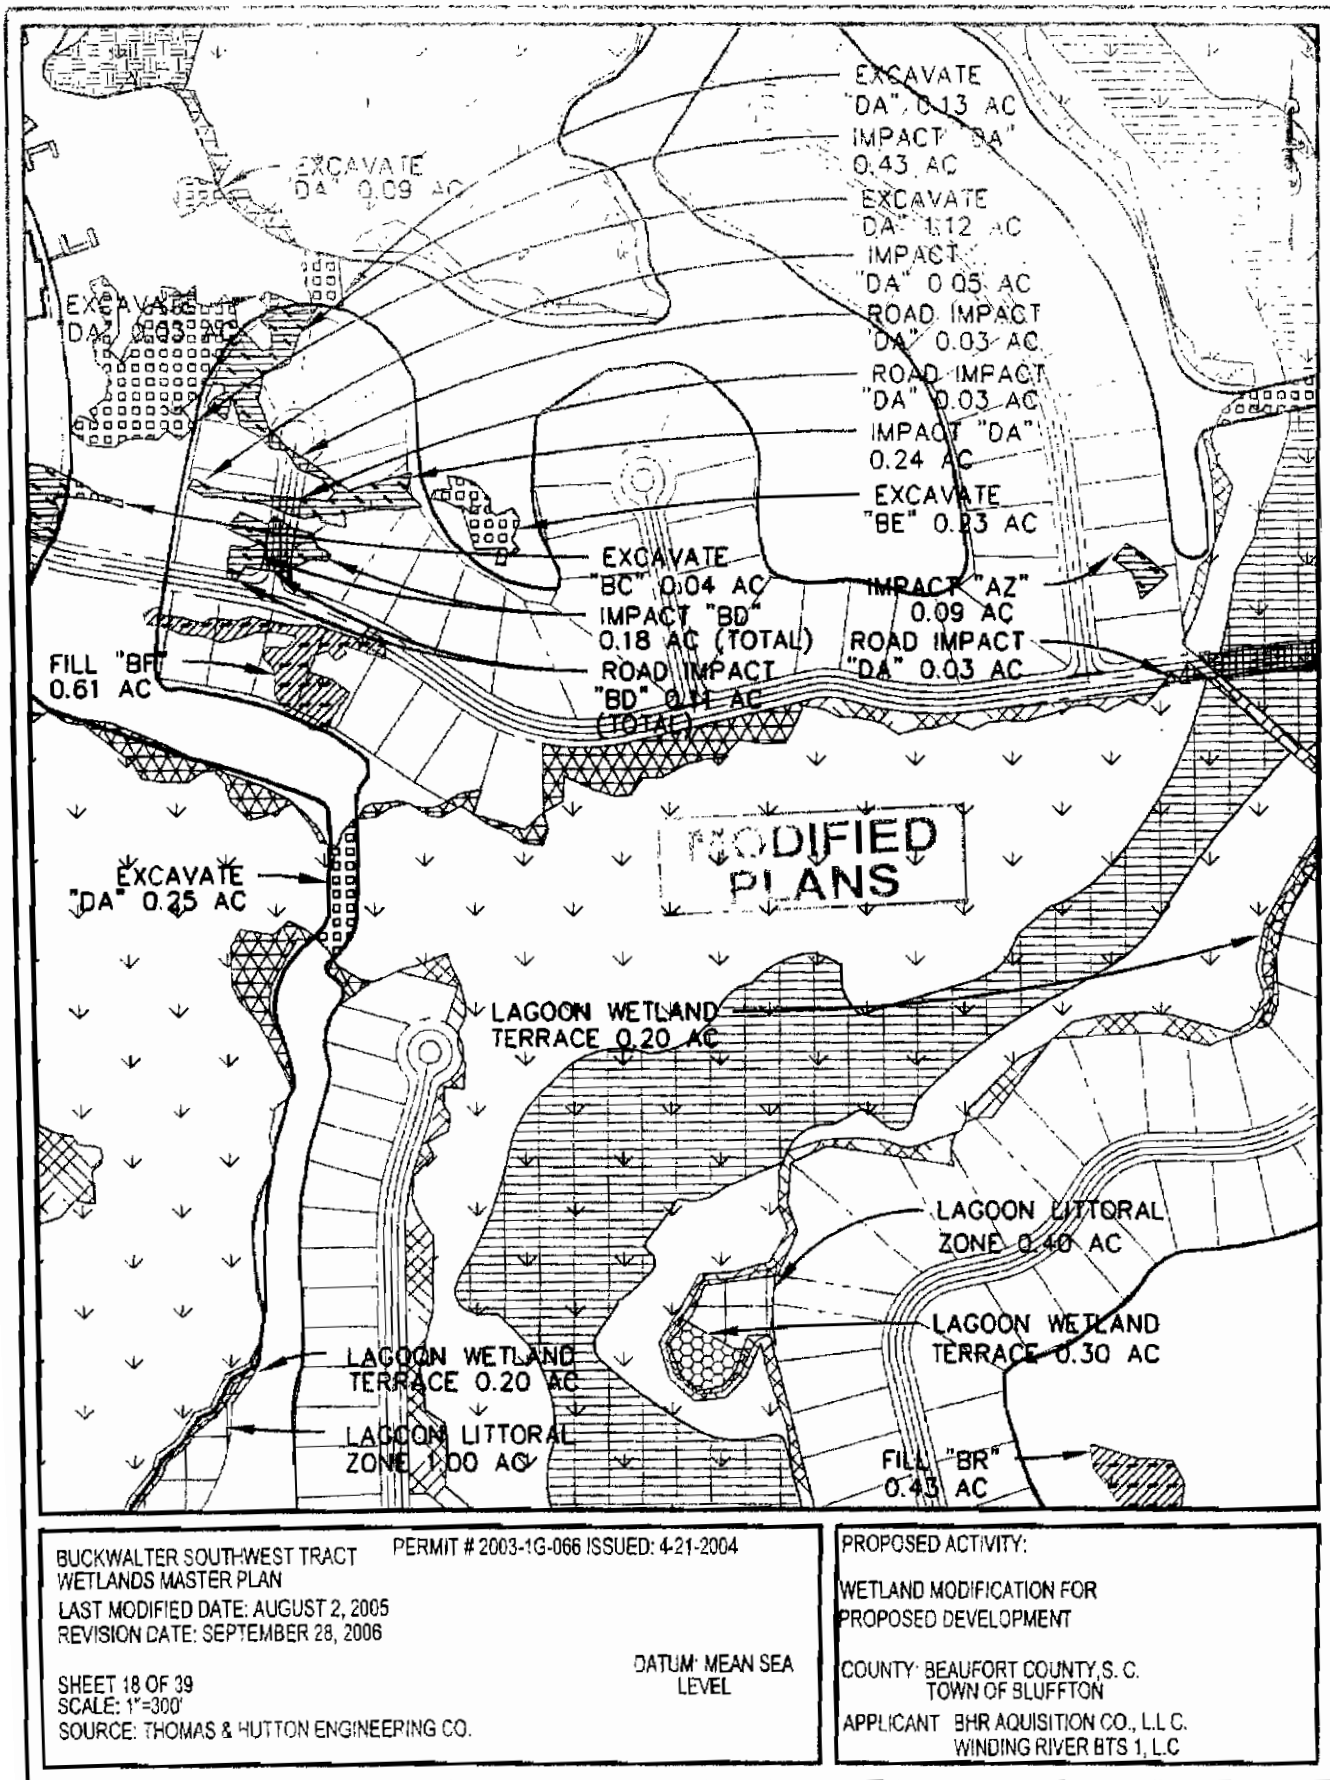 EXCAVATE
"DA" 0.13 AC
IMPACT "DA"
0.43 AC
EXCAVATE
"DA" 1.12 AC
IMPACT
"DA" 0.05 AC
ROAD IMPACT
"DA" 0.03 AC
ROAD IMPACT
"DA" 0.03 AC
IMPACT "DA"
0.24 AC
EXCAVATE
"BE" 0.23 AC
EXCAVATE
DA" 0.09 AC
EXCAVATE
"DA" 0.03 AC
EXCAVATE
"BC" 0.04 AC
IMPACT "BD"
0.18 AC (TOTAL)
ROAD IMPACT
"BD" 0.11 AC
(TOTAL)
IMPACT "AZ"
0.09 AC
ROAD IMPACT
"DA" 0.03 AC
FILL "BF"
0.61 AC
MODIFIED
PLANS
EXCAVATE
"DA" 0.25 AC
LAGOON WETLAND
TERRACE 0.20 AC
LAGOON LITTORAL
ZONE 0.40 AC
LAGOON WETLAND
TERRACE 0.30 AC
LAGOON WETLAND
TERRACE 0.20 AC
LAGOON LITTORAL
ZONE 1.00 AC
FILL "BR"
0.43 AC
BUCKWALTER SOUTHWEST TRACT PERMIT # 2003-1G-066 ISSUED: 4-21-2004
WETLANDS MASTER PLAN
LAST MODIFIED DATE: AUGUST 2, 2005
REVISION DATE: SEPTEMBER 28, 2006
DATUM: MEAN SEA
LEVEL
SHEET 18 OF 39
SCALE: 1"=300'
SOURCE: THOMAS & HUTTON ENGINEERING CO.
PROPOSED ACTIVITY:
WETLAND MODIFICATION FOR
PROPOSED DEVELOPMENT
COUNTY: BEAUFORT COUNTY, S. C.
TOWN OF BLUFFTON
APPLICANT BHR AQUISITION CO., L.L C.
WINDING RIVER BTS 1, L.C